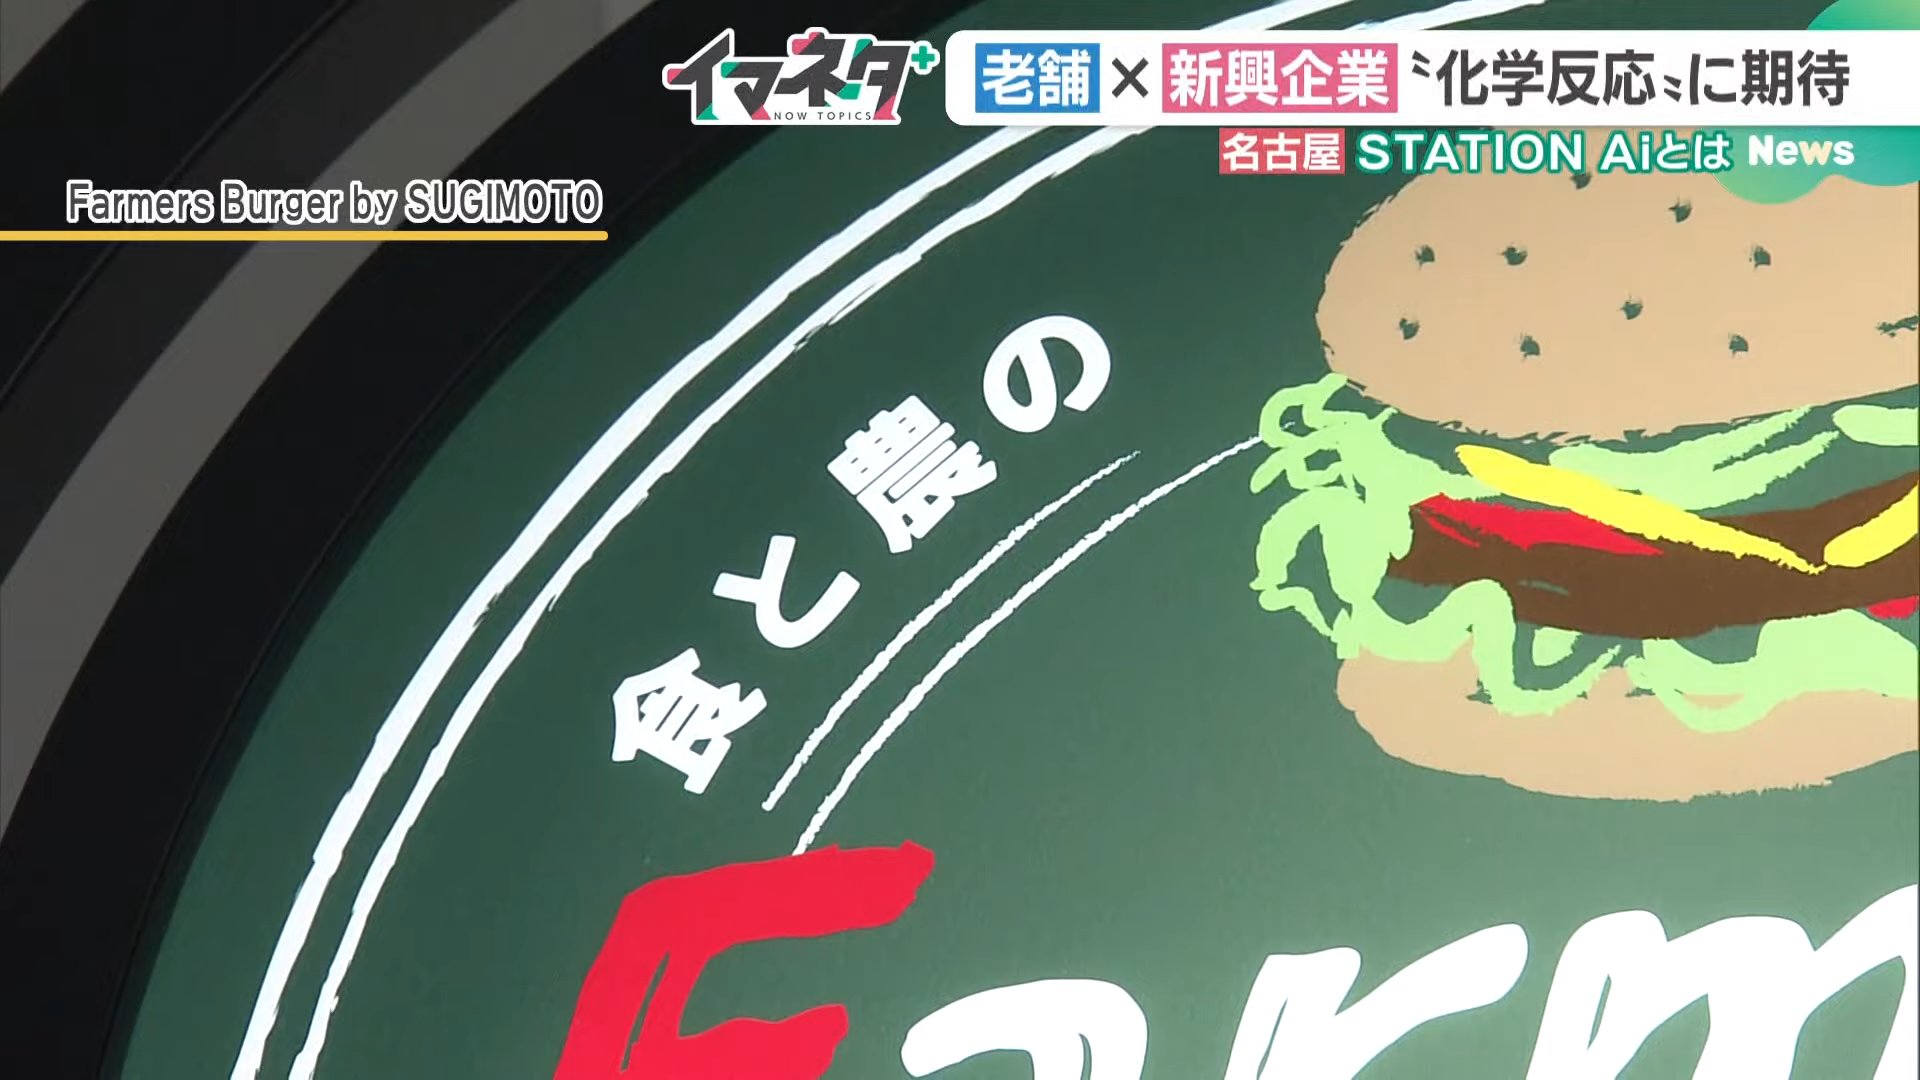 イマネタ+
NOW TOPICS
老舗×新興企業〝化学反応〟に期待
名古屋 STATION Aiとは News
Farmers Burger by SUGIMOTO
食と農の
Farm